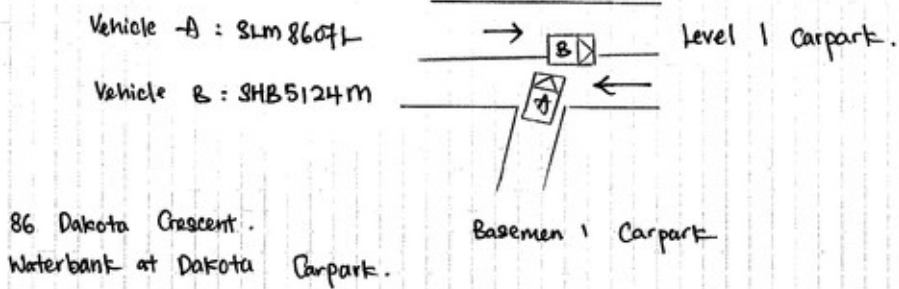 Vehicle A : SLM 8607L
Level 1 Carpark.
B
Vehicle B : SHB5124M
A
86 Dakota Crescent.
Basemen 1 Carpark
Waterbank at Dakota Carpark.